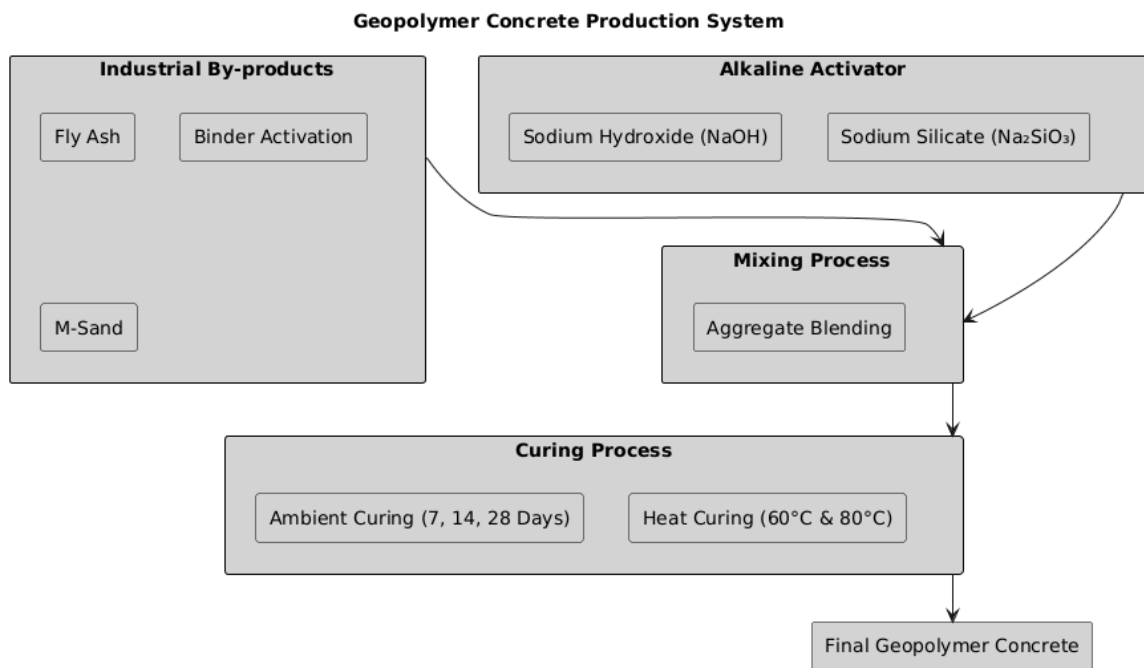 Geopolymer Concrete Production System
Industrial By-products
Fly Ash
Binder Activation
M-Sand
Alkaline Activator
Sodium Hydroxide (NaOH)
Sodium Silicate (Na₂SiO₃)
Mixing Process
Aggregate Blending
Curing Process
Ambient Curing (7, 14, 28 Days)
Heat Curing (60°C & 80°C)
Final Geopolymer Concrete